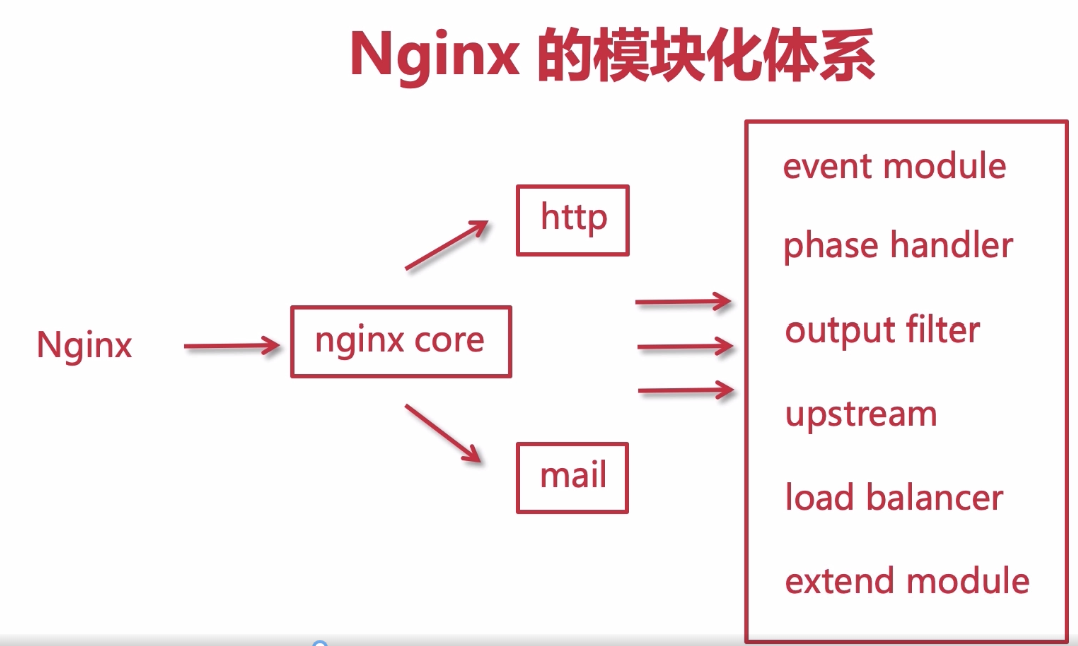 Nginx 的模块化体系
Nginx
nginx core
http
mail
event module
phase handler
output filter
upstream
load balancer
extend module